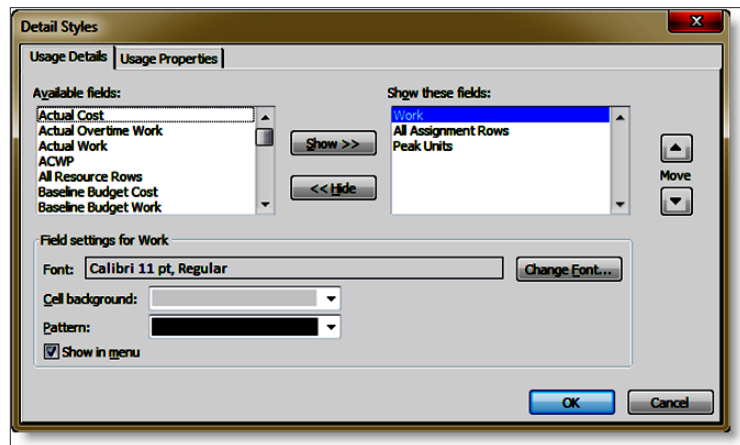 Detail Styles
Usage Details
Usage Properties
Available fields:
Actual Cost
Actual Overtime Work
Actual Work
ACWP
All Resource Rows
Baseline Budget Cost
Baseline Budget Work
Show >>
<< Hide
Show these fields:
Work
All Assignment Rows
Peak Units
Move
Field settings for Work
Font: Calibri 11 pt, Regular
Change Font...
Cell background:
Pattern:
Show in menu
OK
Cancel